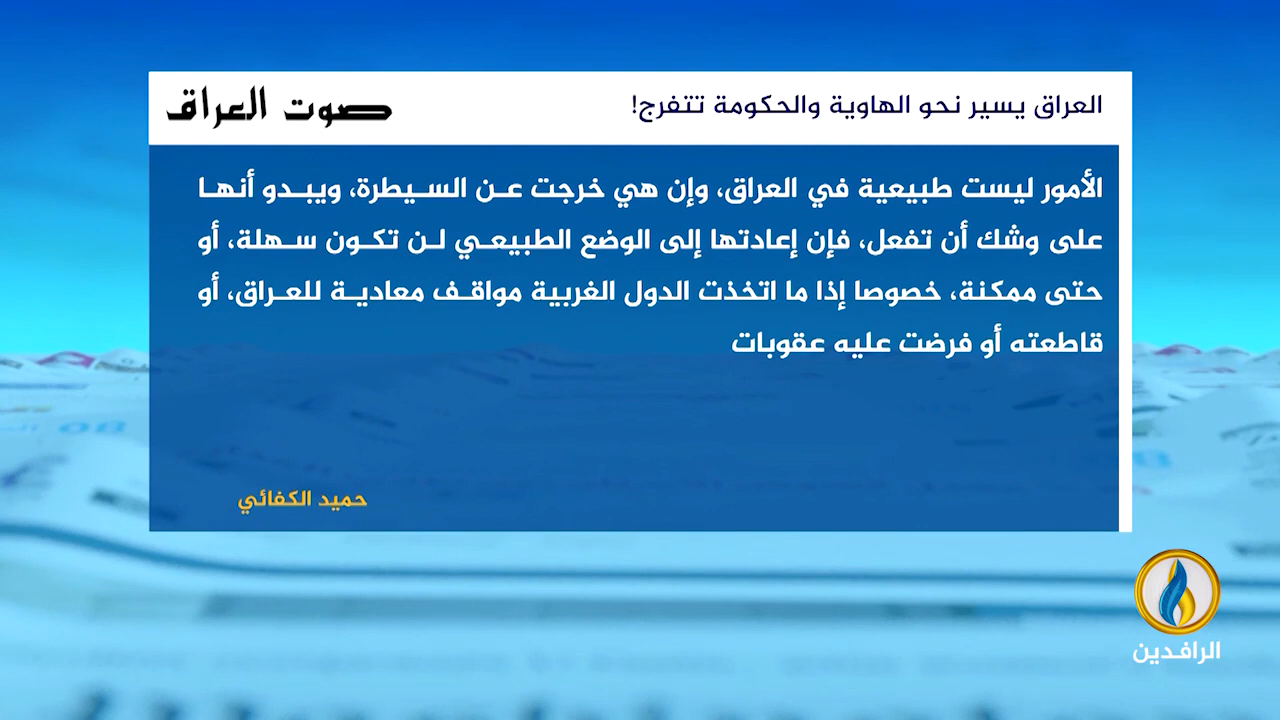 العراق يسير نحو الهاوية والحكومة تتفرج!
صوت العراق
الأمور ليست طبيعية في العراق، وإن هي خرجت عن السيطرة، ويبدو أنها
على وشك أن تفعل، فإن إعادتها إلى الوضع الطبيعي لن تكون سهلة، أو
حتى ممكنة، خصوصا إذا ما اتخذت الدول الغربية مواقف معادية للعراق، أو
قاطعته أو فرضت عليه عقوبات
حميد الكفائي
الرافدين